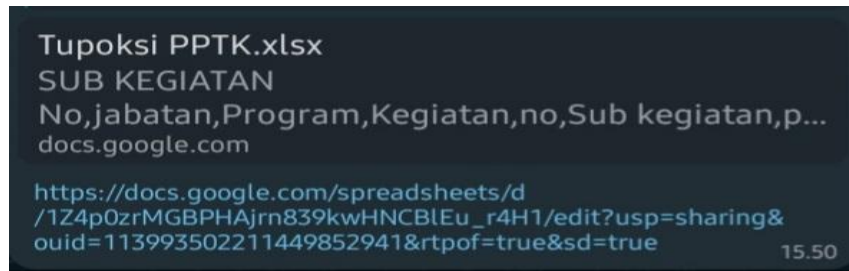 Tupoksi PPTK.xlsx
SUB KEGIATAN
No,jabatan,Program,Kegiatan,no,Sub kegiatan,p...
docs.google.com
https://docs.google.com/spreadsheets/d
/1Z4p0zrMGBPHAjrn839kwHNCBlEu_r4H1/edit?usp=sharing&
ouid=113993502211449852941&rtpof=true&sd=true
15.50